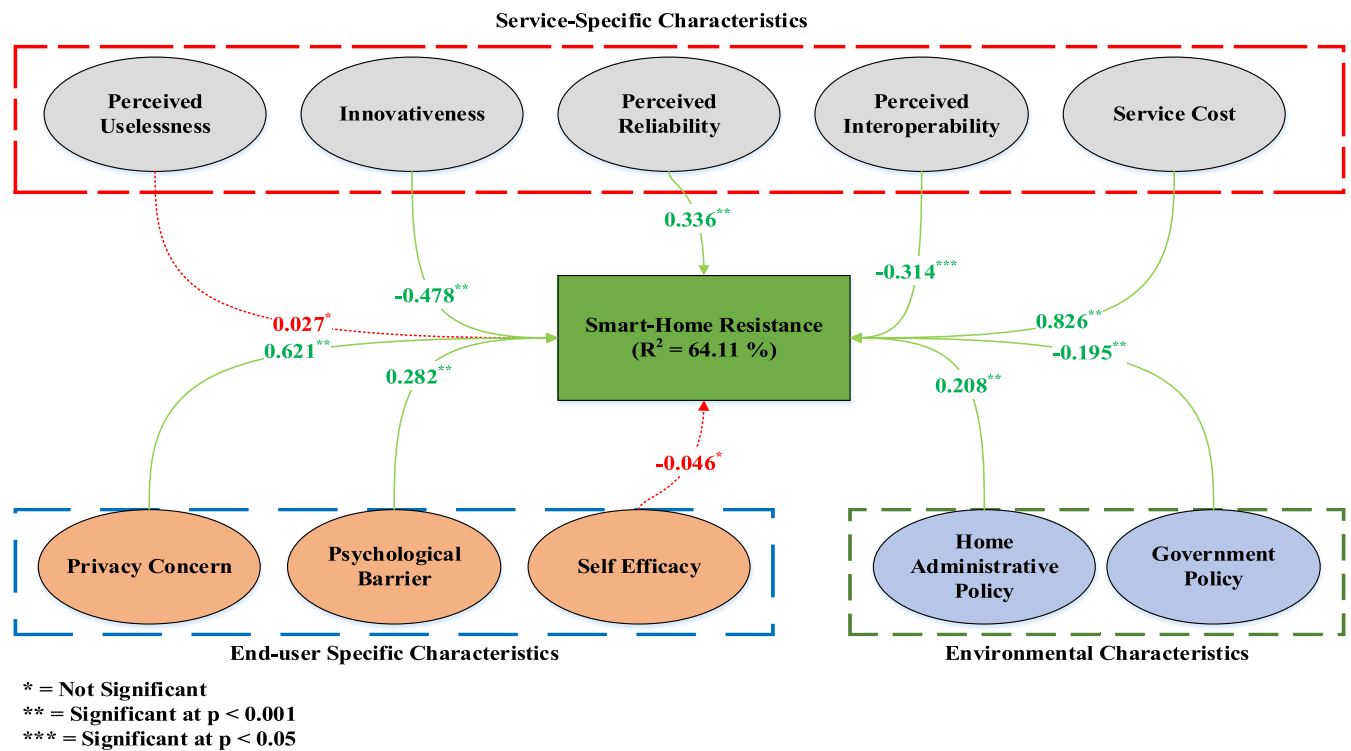 Service-Specific Characteristics
Perceived
Uselessness
Innovativeness
Perceived
Reliability
Perceived
Interoperability
Service Cost
0.336**
-0.314***
-0.478**
0.027*
0.826**
0.621**
-0.195**
0.282**
0.208**
Smart-Home Resistance
(R² = 64.11 %)
-0.046*
Privacy Concern
Psychological
Barrier
Self Efficacy
Home
Administrative
Policy
Government
Policy
End-user Specific Characteristics
Environmental Characteristics
* = Not Significant
** = Significant at p < 0.001
*** = Significant at p < 0.05